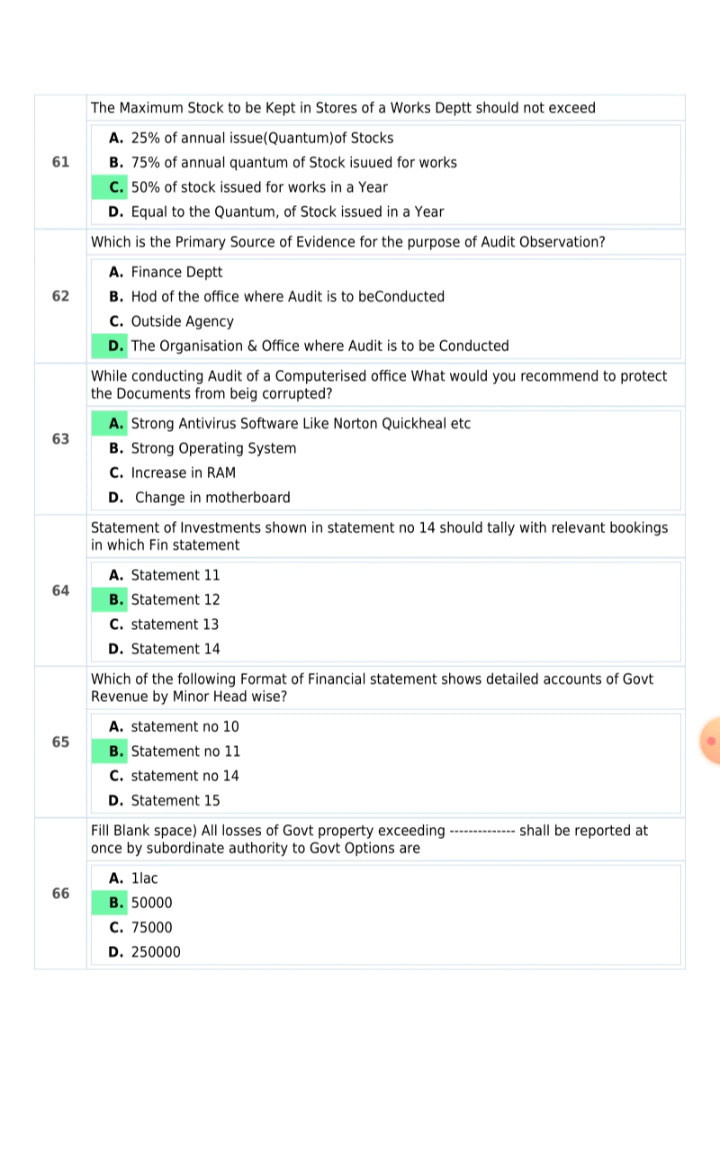 The Maximum Stock to be Kept in Stores of a Works Deptt should not exceed
61
A. 25% of annual issue(Quantum)of Stocks
B. 75% of annual quantum of Stock isuued for works
C. 50% of stock issued for works in a Year
D. Equal to the Quantum, of Stock issued in a Year
Which is the Primary Source of Evidence for the purpose of Audit Observation?
62
A. Finance Deptt
B. Hod of the office where Audit is to beConducted
C. Outside Agency
D. The Organisation & Office where Audit is to be Conducted
While conducting Audit of a Computerised office What would you recommend to protect
the Documents from beig corrupted?
63
A. Strong Antivirus Software Like Norton Quickheal etc
B. Strong Operating System
C. Increase in RAM
D. Change in motherboard
Statement of Investments shown in statement no 14 should tally with relevant bookings
in which Fin statement
64
A. Statement 11
B. Statement 12
C. statement 13
D. Statement 14
Which of the following Format of Financial statement shows detailed accounts of Govt
Revenue by Minor Head wise?
65
A. statement no 10
B. Statement no 11
C. statement no 14
D. Statement 15
Fill Blank space) All losses of Govt property exceeding ------------- shall be reported at
once by subordinate authority to Govt Options are
66
A. 1lac
B. 50000
C. 75000
D. 250000